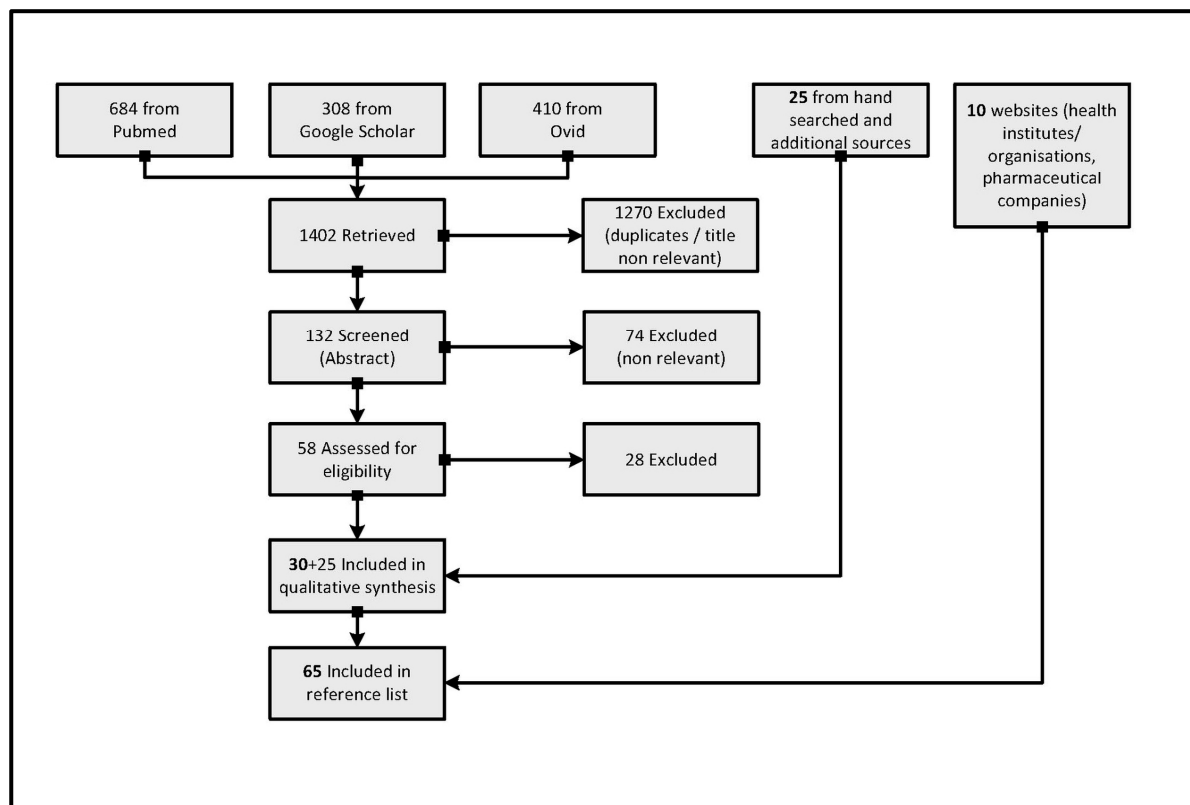 684 from
Pubmed
308 from
Google Scholar
410 from
Ovid
25 from hand
searched and
additional sources
10 websites (health
institutes/
organisations,
pharmaceutical
companies)
1402 Retrieved
1270 Excluded
(duplicates / title
non relevant)
132 Screened
(Abstract)
74 Excluded
(non relevant)
58 Assessed for
eligibility
28 Excluded
30+25 Included in
qualitative synthesis
65 Included in
reference list